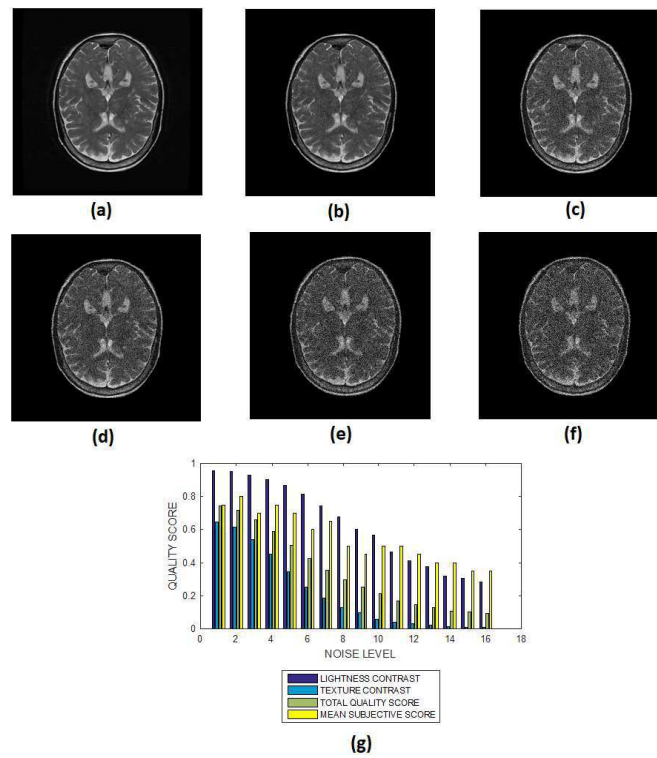 (a)
(b)
(c)
(d)
(e)
(f)
1
0.8
0.6
0.4
0.2
0
QUALITY SCORE
0 2 4 6 8 10 12 14 16 18
NOISE LEVEL
LIGHTNESS CONTRAST
TEXTURE CONTRAST
TOTAL QUALITY SCORE
MEAN SUBJECTIVE SCORE
(g)